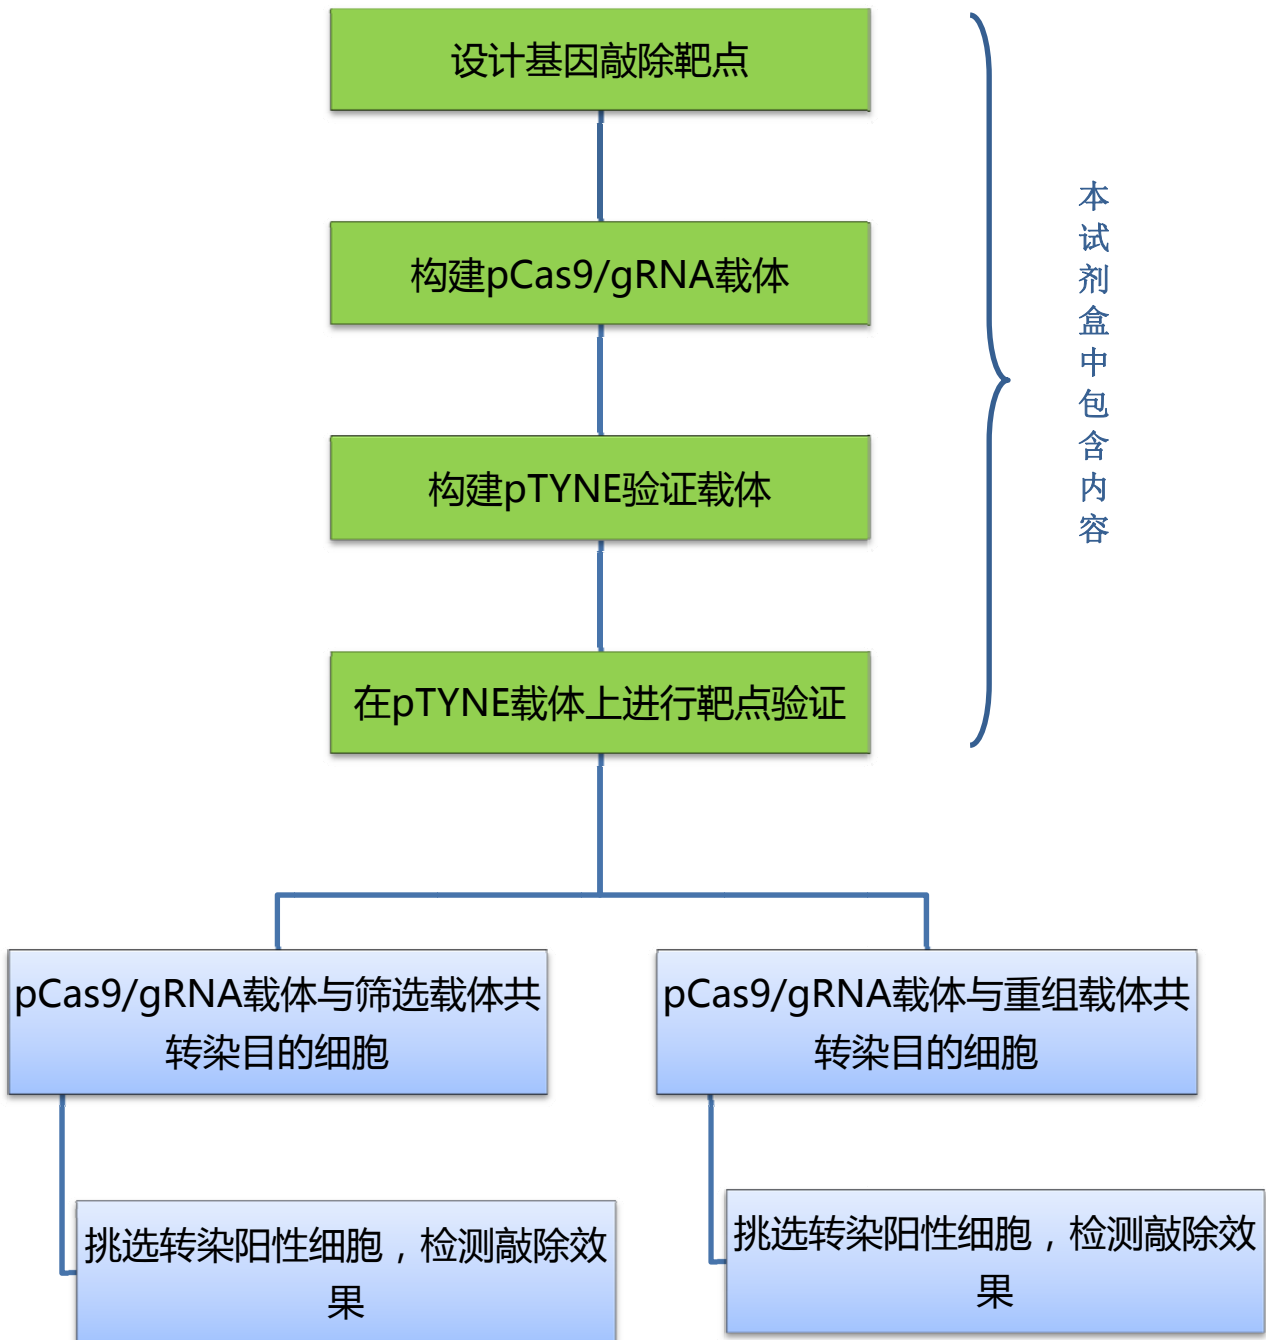 设计基因敲除靶点
构建pCas9/gRNA载体
构建pTYNE验证载体
在pTYNE载体上进行靶点验证
本试剂盒中包含内容
pCas9/gRNA载体与筛选载体共
转染目的细胞
pCas9/gRNA载体与重组载体共
转染目的细胞
挑选转染阳性细胞，检测敲除效
果
挑选转染阳性细胞，检测敲除效
果